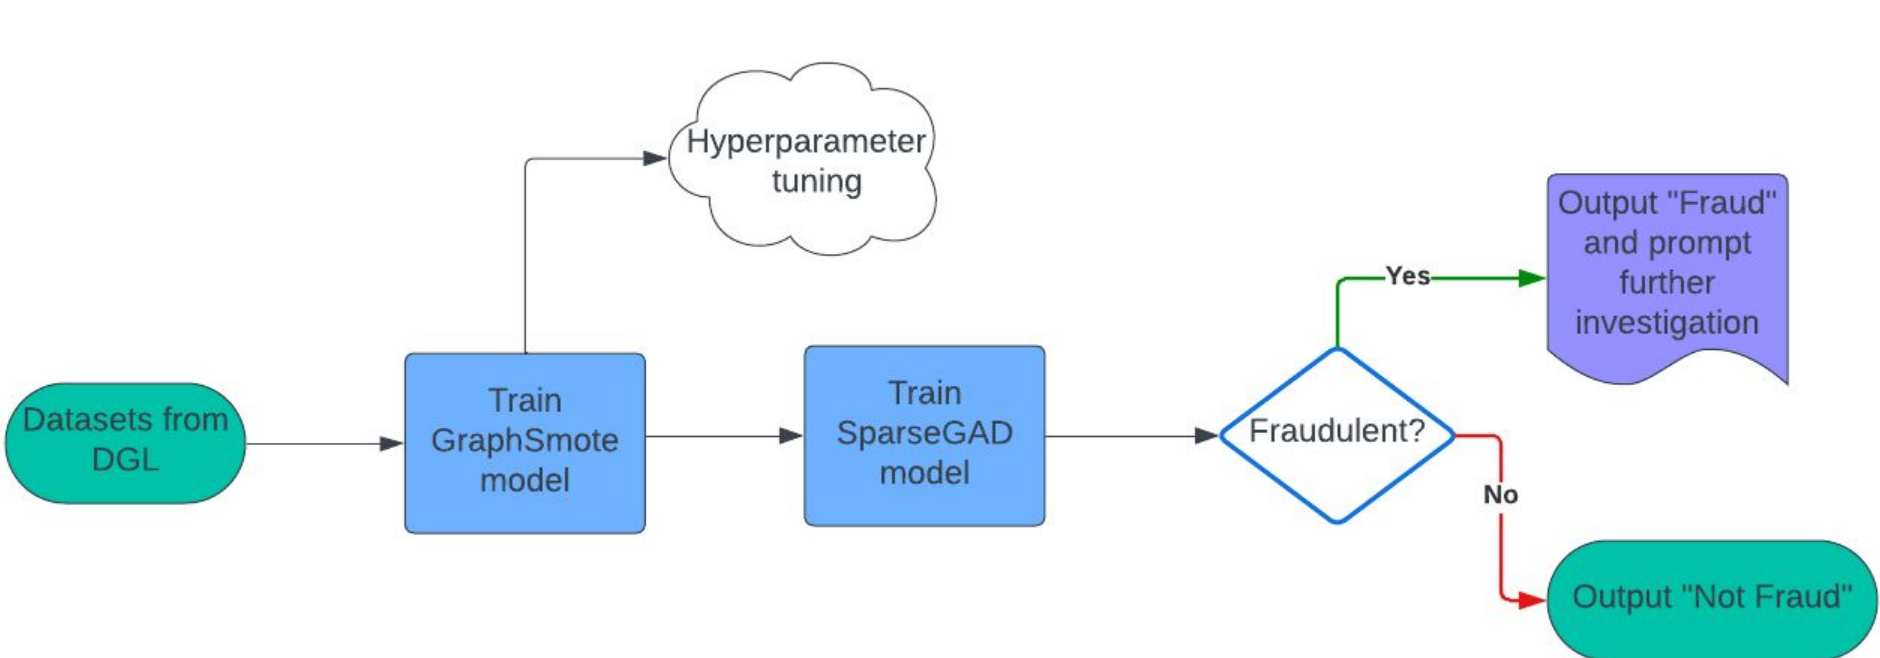 Datasets from
DGL
Train
GraphSmote
model
Hyperparameter
tuning
Train
SparseGAD
model
Fraudulent?
Yes
Output "Fraud"
and prompt
further
investigation
No
Output "Not Fraud"